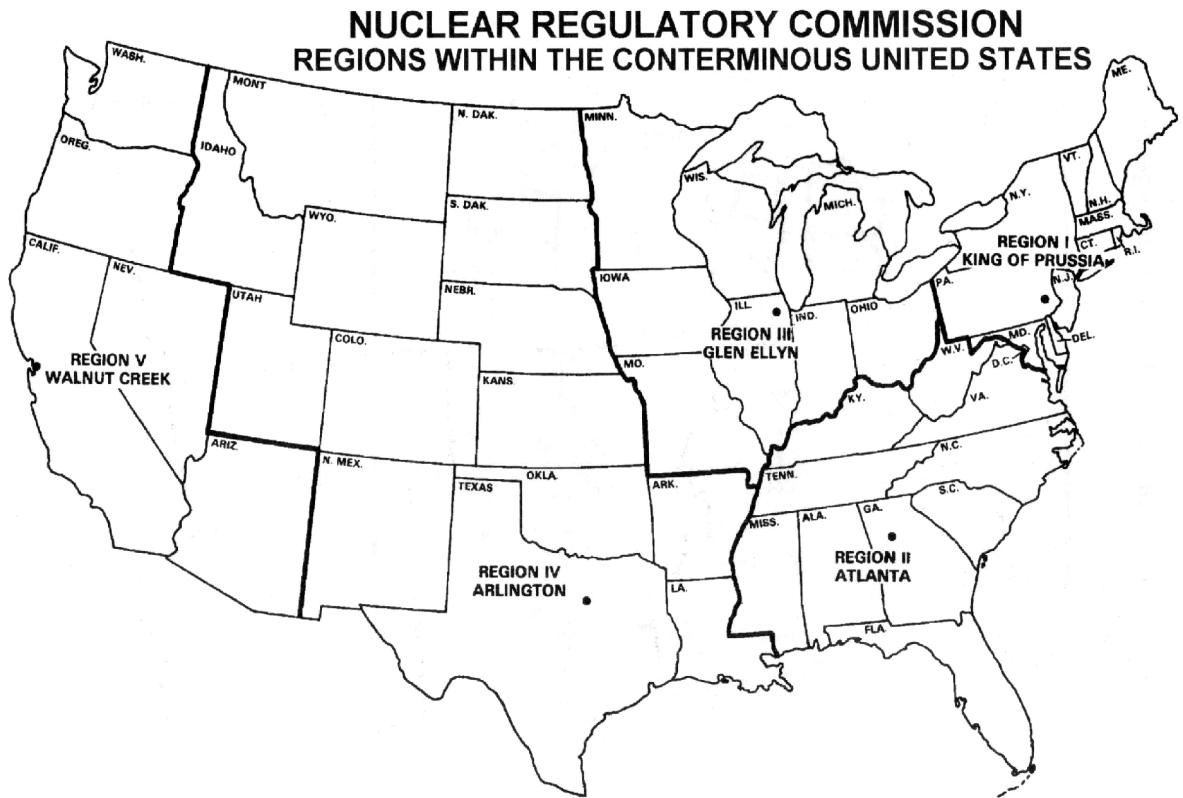 NUCLEAR REGULATORY COMMISSION
REGIONS WITHIN THE CONTERMINOUS UNITED STATES
WASH.
MONT
N. DAK.
MINN.
ME.
OREG.
IDAHO
WIS.
VT.
MICH.
N.Y.
N.H.
S. DAK.
WYO.
MASS.
CALIF.
NEV.
REGION I
KING OF PRUSSIA
CT.
R.I.
IOWA
PA.
N.J.
UTAH
NEBR.
ILL.
IND.
OHIO
REGION III
GLEN ELLYN
COLO.
MD.
DEL.
W.V.
D.C.
REGION V
WALNUT CREEK
MO.
KANS.
KY.
VA.
ARIZ.
N. MEX.
OKLA.
N.C.
TEXAS
ARK.
TENN.
S.C.
MISS.
ALA.
GA.
REGION IV
ARLINGTON
REGION II
ATLANTA
LA.
FLA.